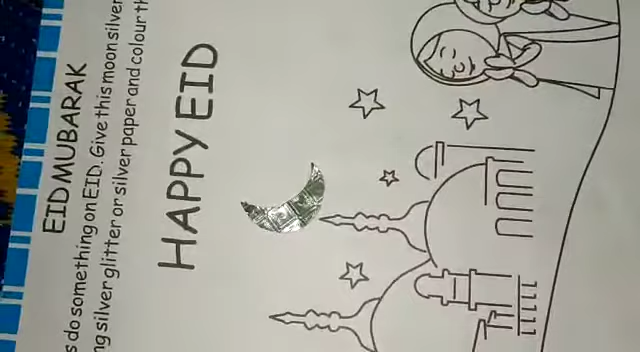 EID MUBARAK
s do something on EID. Give this moon silver
ng silver glitter or silver paper and colour th
HAPPY EID